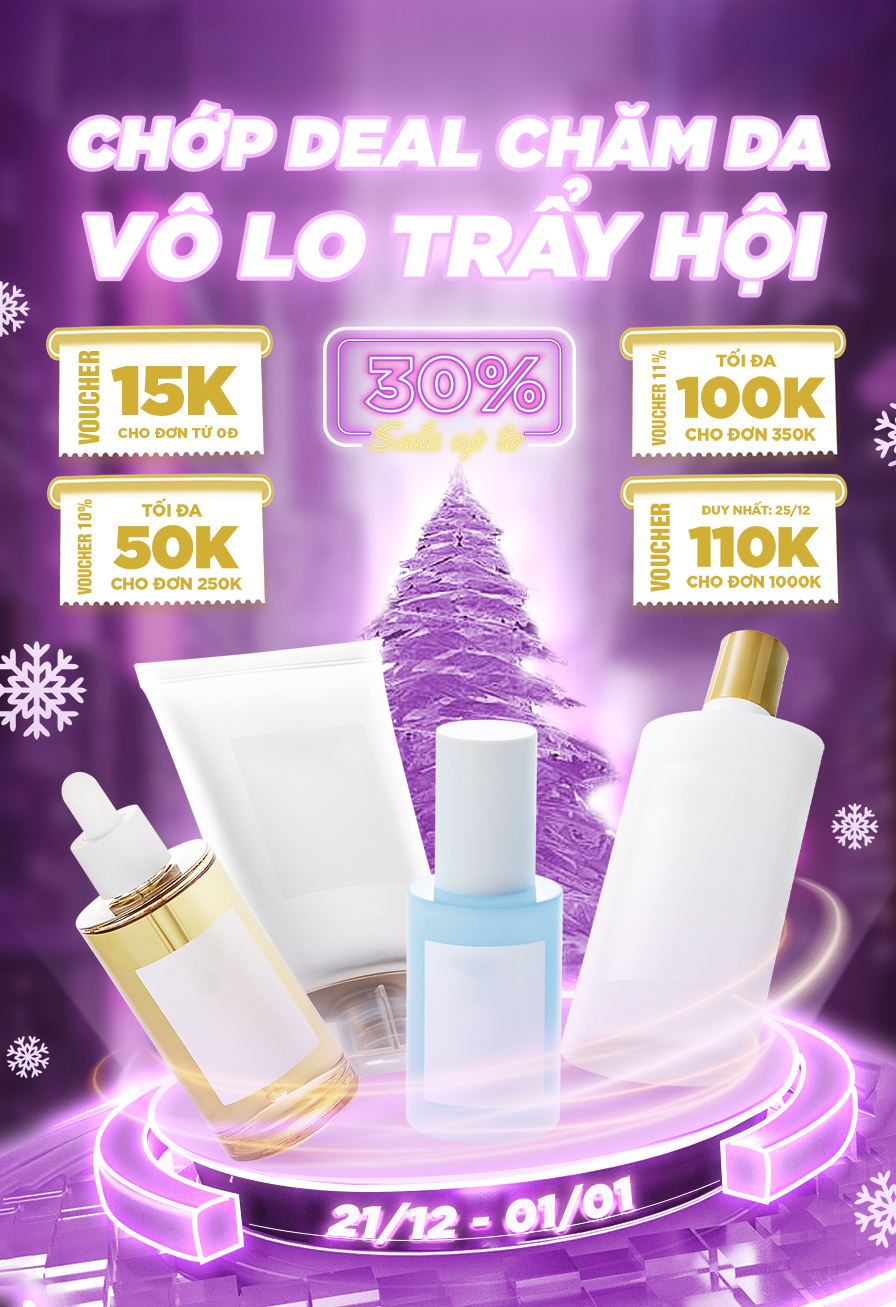 CHỚP DEAL CHĂM DA
VÔ LO TRẨY HỘI
VOUCHER
15K
CHO ĐƠN TỪ 0Đ
30%
Sale up to
VOUCHER 11%
TỐI ĐA
100K
CHO ĐƠN 350K
VOUCHER 10%
TỐI ĐA
50K
CHO ĐƠN 250K
VOUCHER
DUY NHẤT: 25/12
110K
CHO ĐƠN 1000K
21/12 - 01/01